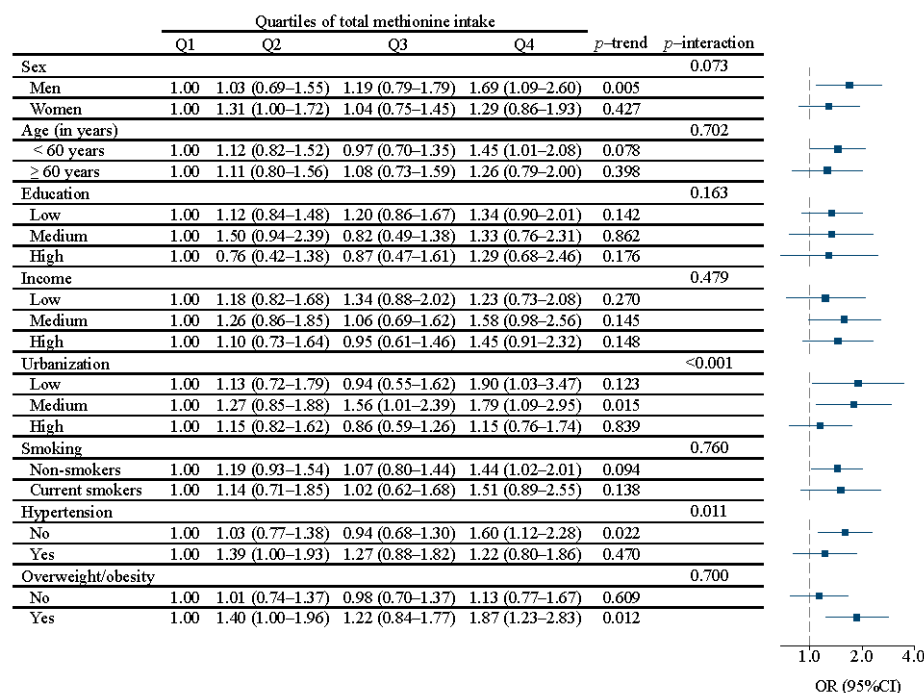 Quartiles of total methionine intake
Q1 Q2 Q3 Q4 p–trend p–interaction
Sex 0.073
Men 1.00 1.03 (0.69–1.55) 1.19 (0.79–1.79) 1.69 (1.09–2.60) 0.005
Women 1.00 1.31 (1.00–1.72) 1.04 (0.75–1.45) 1.29 (0.86–1.93) 0.427
Age (in years) 0.702
< 60 years 1.00 1.12 (0.82–1.52) 0.97 (0.70–1.35) 1.45 (1.01–2.08) 0.078
≥ 60 years 1.00 1.11 (0.80–1.56) 1.08 (0.73–1.59) 1.26 (0.79–2.00) 0.398
Education 0.163
Low 1.00 1.12 (0.84–1.48) 1.20 (0.86–1.67) 1.34 (0.90–2.01) 0.142
Medium 1.00 1.50 (0.94–2.39) 0.82 (0.49–1.38) 1.33 (0.76–2.31) 0.862
High 1.00 0.76 (0.42–1.38) 0.87 (0.47–1.61) 1.29 (0.68–2.46) 0.176
Income 0.479
Low 1.00 1.18 (0.82–1.68) 1.34 (0.88–2.02) 1.23 (0.73–2.08) 0.270
Medium 1.00 1.26 (0.86–1.85) 1.06 (0.69–1.62) 1.58 (0.98–2.56) 0.145
High 1.00 1.10 (0.73–1.64) 0.95 (0.61–1.46) 1.45 (0.91–2.32) 0.148
Urbanization <0.001
Low 1.00 1.13 (0.72–1.79) 0.94 (0.55–1.62) 1.90 (1.03–3.47) 0.123
Medium 1.00 1.27 (0.85–1.88) 1.56 (1.01–2.39) 1.79 (1.09–2.95) 0.015
High 1.00 1.15 (0.82–1.62) 0.86 (0.59–1.26) 1.15 (0.76–1.74) 0.839
Smoking 0.760
Non-smokers 1.00 1.19 (0.93–1.54) 1.07 (0.80–1.44) 1.44 (1.02–2.01) 0.094
Current smokers 1.00 1.14 (0.71–1.85) 1.02 (0.62–1.68) 1.51 (0.89–2.55) 0.138
Hypertension 0.011
No 1.00 1.03 (0.77–1.38) 0.94 (0.68–1.30) 1.60 (1.12–2.28) 0.022
Yes 1.00 1.39 (1.00–1.93) 1.27 (0.88–1.82) 1.22 (0.80–1.86) 0.470
Overweight/obesity 0.700
No 1.00 1.01 (0.74–1.37) 0.98 (0.70–1.37) 1.13 (0.77–1.67) 0.609
Yes 1.00 1.40 (1.00–1.96) 1.22 (0.84–1.77) 1.87 (1.23–2.83) 0.012
1.0 2.0 4.0
OR (95%CI)